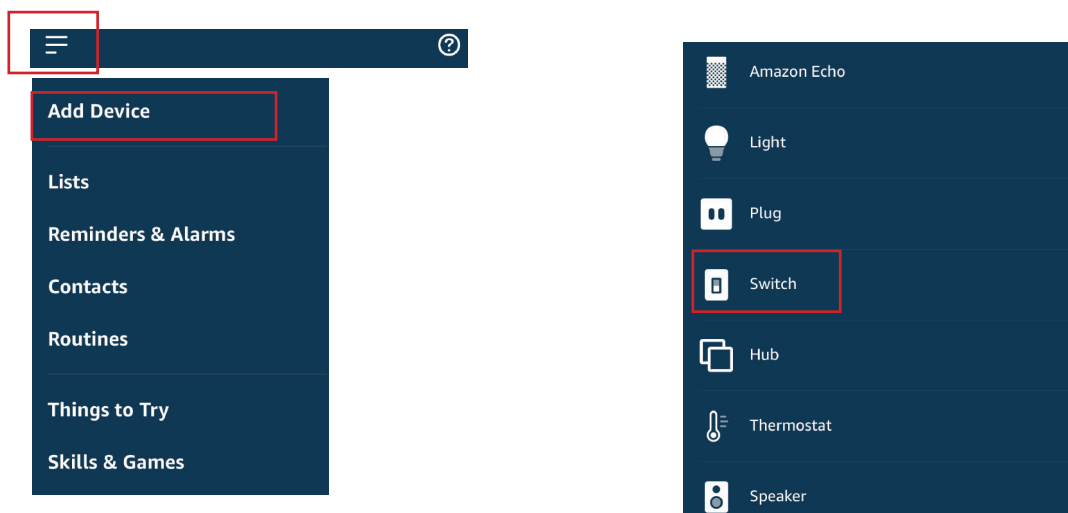 Add Device
Lists
Reminders & Alarms
Contacts
Routines
Things to Try
Skills & Games
Amazon Echo
Light
Plug
Switch
Hub
Thermostat
Speaker